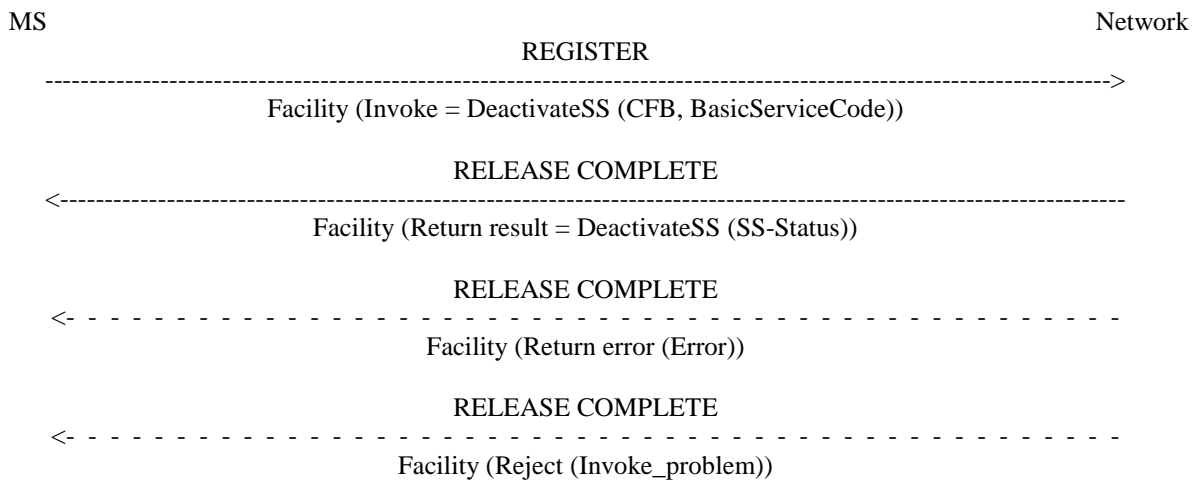 MS Network
REGISTER
Facility (Invoke = DeactivateSS (CFB, BasicServiceCode))
RELEASE COMPLETE
Facility (Return result = DeactivateSS (SS-Status))
RELEASE COMPLETE
Facility (Return error (Error))
RELEASE COMPLETE
Facility (Reject (Invoke_problem))